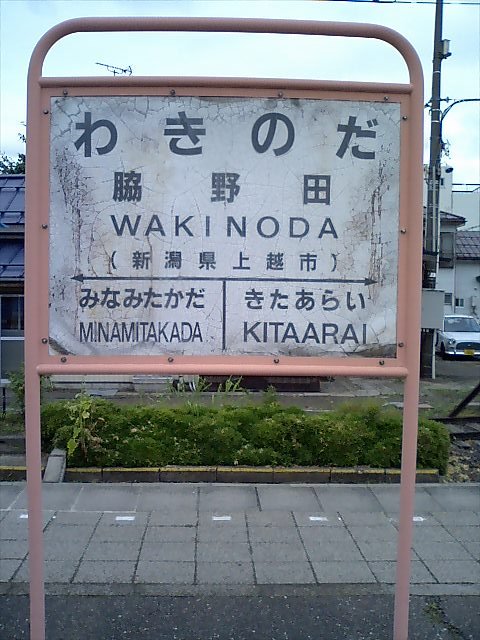 わきのだ
脇野田
WAKINODA
(新潟県上越市)
みなみたかだ きたあらい
MINAMITAKADA KITAARAI